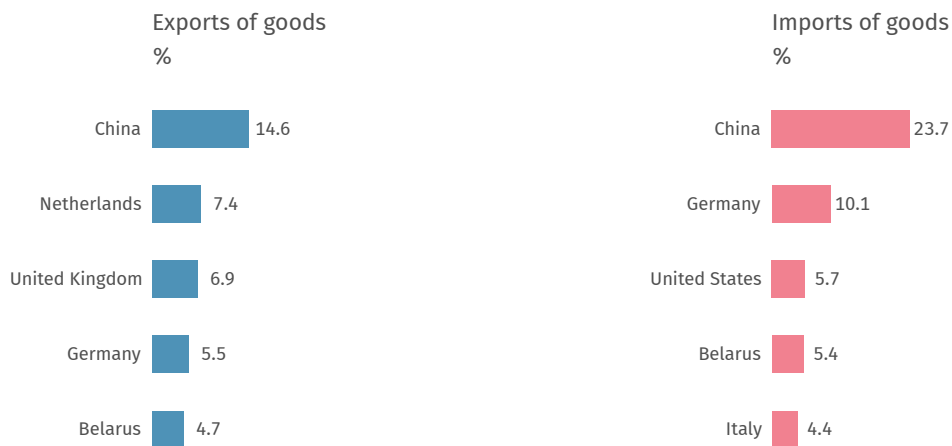 Exports of goods
%
China 14.6
Netherlands 7.4
United Kingdom 6.9
Germany 5.5
Belarus 4.7
Imports of goods
%
China 23.7
Germany 10.1
United States 5.7
Belarus 5.4
Italy 4.4